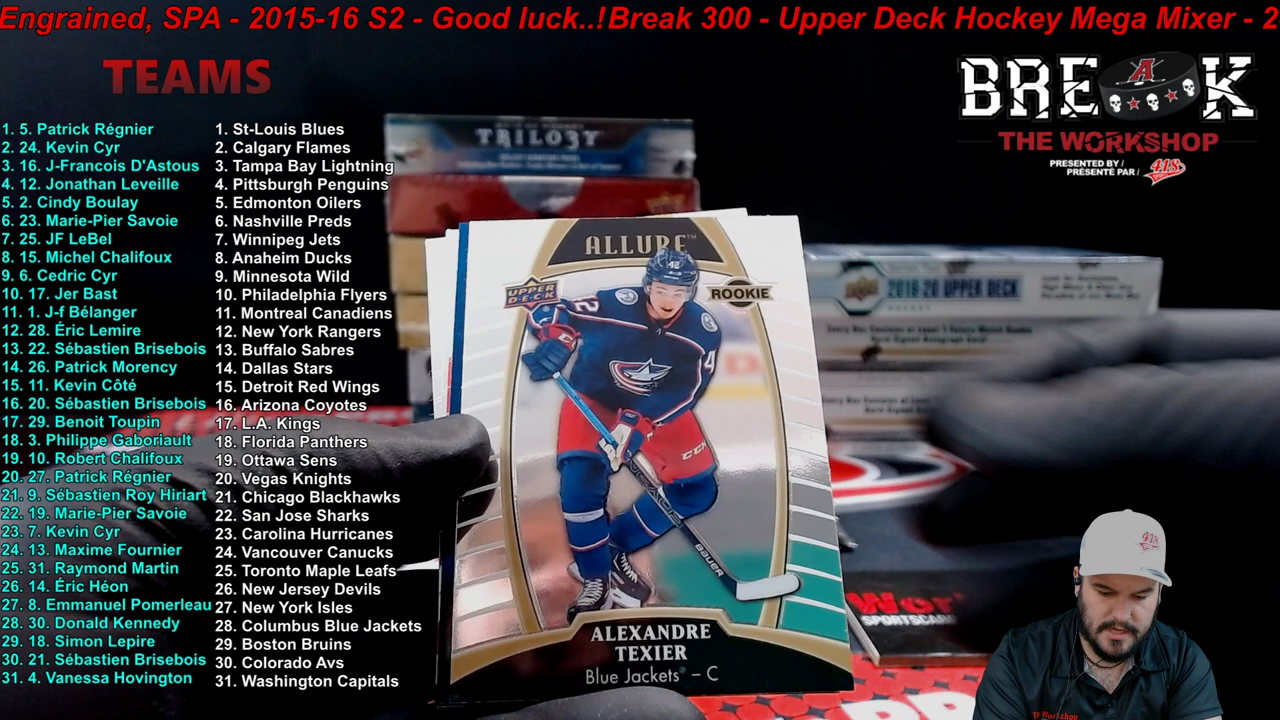 Engrained, SPA - 2015-16 S2 - Good luck..!Break 300 - Upper Deck Hockey Mega Mixer - 2
TEAMS
BREAK
THE WORKSHOP
PRESENTED BY /
PRÉSENTÉ PAR /
418
1. 5. Patrick Régnier
2. 24. Kevin Cyr
3. 16. J-Francois D'Astous
4. 12. Jonathan Leveille
5. 2. Cindy Boulay
6. 23. Marie-Pier Savoie
7. 25. JF LeBel
8. 15. Michel Chalifoux
9. 6. Cedric Cyr
10. 17. Jer Bast
11. 1. J-f Bélanger
12. 28. Éric Lemire
13. 22. Sébastien Brisebois
14. 26. Patrick Morency
15. 11. Kevin Côté
16. 20. Sébastien Brisebois
17. 29. Benoit Toupin
18. 3. Philippe Gaboriault
19. 10. Robert Chalifoux
20. 27. Patrick Régnier
21. 9. Sébastien Roy Hiriart
22. 19. Marie-Pier Savoie
23. 7. Kevin Cyr
24. 13. Maxime Fournier
25. 31. Raymond Martin
26. 14. Éric Héon
27. 8. Emmanuel Pomerleau
28. 30. Donald Kennedy
29. 18. Simon Lepire
30. 21. Sébastien Brisebois
31. 4. Vanessa Hovington
1. St-Louis Blues
2. Calgary Flames
3. Tampa Bay Lightning
4. Pittsburgh Penguins
5. Edmonton Oilers
6. Nashville Preds
7. Winnipeg Jets
8. Anaheim Ducks
9. Minnesota Wild
10. Philadelphia Flyers
11. Montreal Canadiens
12. New York Rangers
13. Buffalo Sabres
14. Dallas Stars
15. Detroit Red Wings
16. Arizona Coyotes
17. L.A. Kings
18. Florida Panthers
19. Ottawa Sens
20. Vegas Knights
21. Chicago Blackhawks
22. San Jose Sharks
23. Carolina Hurricanes
24. Vancouver Canucks
25. Toronto Maple Leafs
26. New Jersey Devils
27. New York Isles
28. Columbus Blue Jackets
29. Boston Bruins
30. Colorado Avs
31. Washington Capitals
TRILO3Y
ALLURE™
UPPER DECK
ROOKIE
42
CCM
BAUER
ALEXANDRE
TEXIER
Blue Jackets® – C
2019-20 UPPER DECK
SPORTSCAR
418
The Workshop